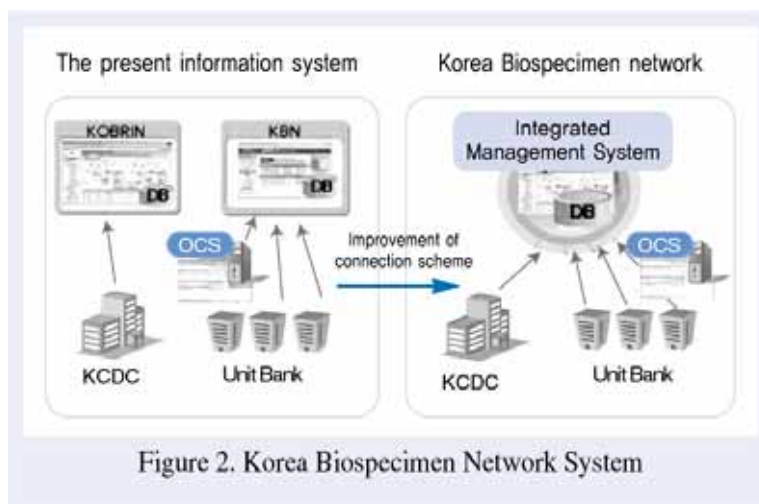 The present information system
Korea Biospecimen network
KOBRIN
KBN
DB
DB
OCS
KCDC
Unit Bank
Improvement of
connection scheme
Integrated
Management System
DB
OCS
KCDC
Unit Bank
Figure 2. Korea Biospecimen Network System